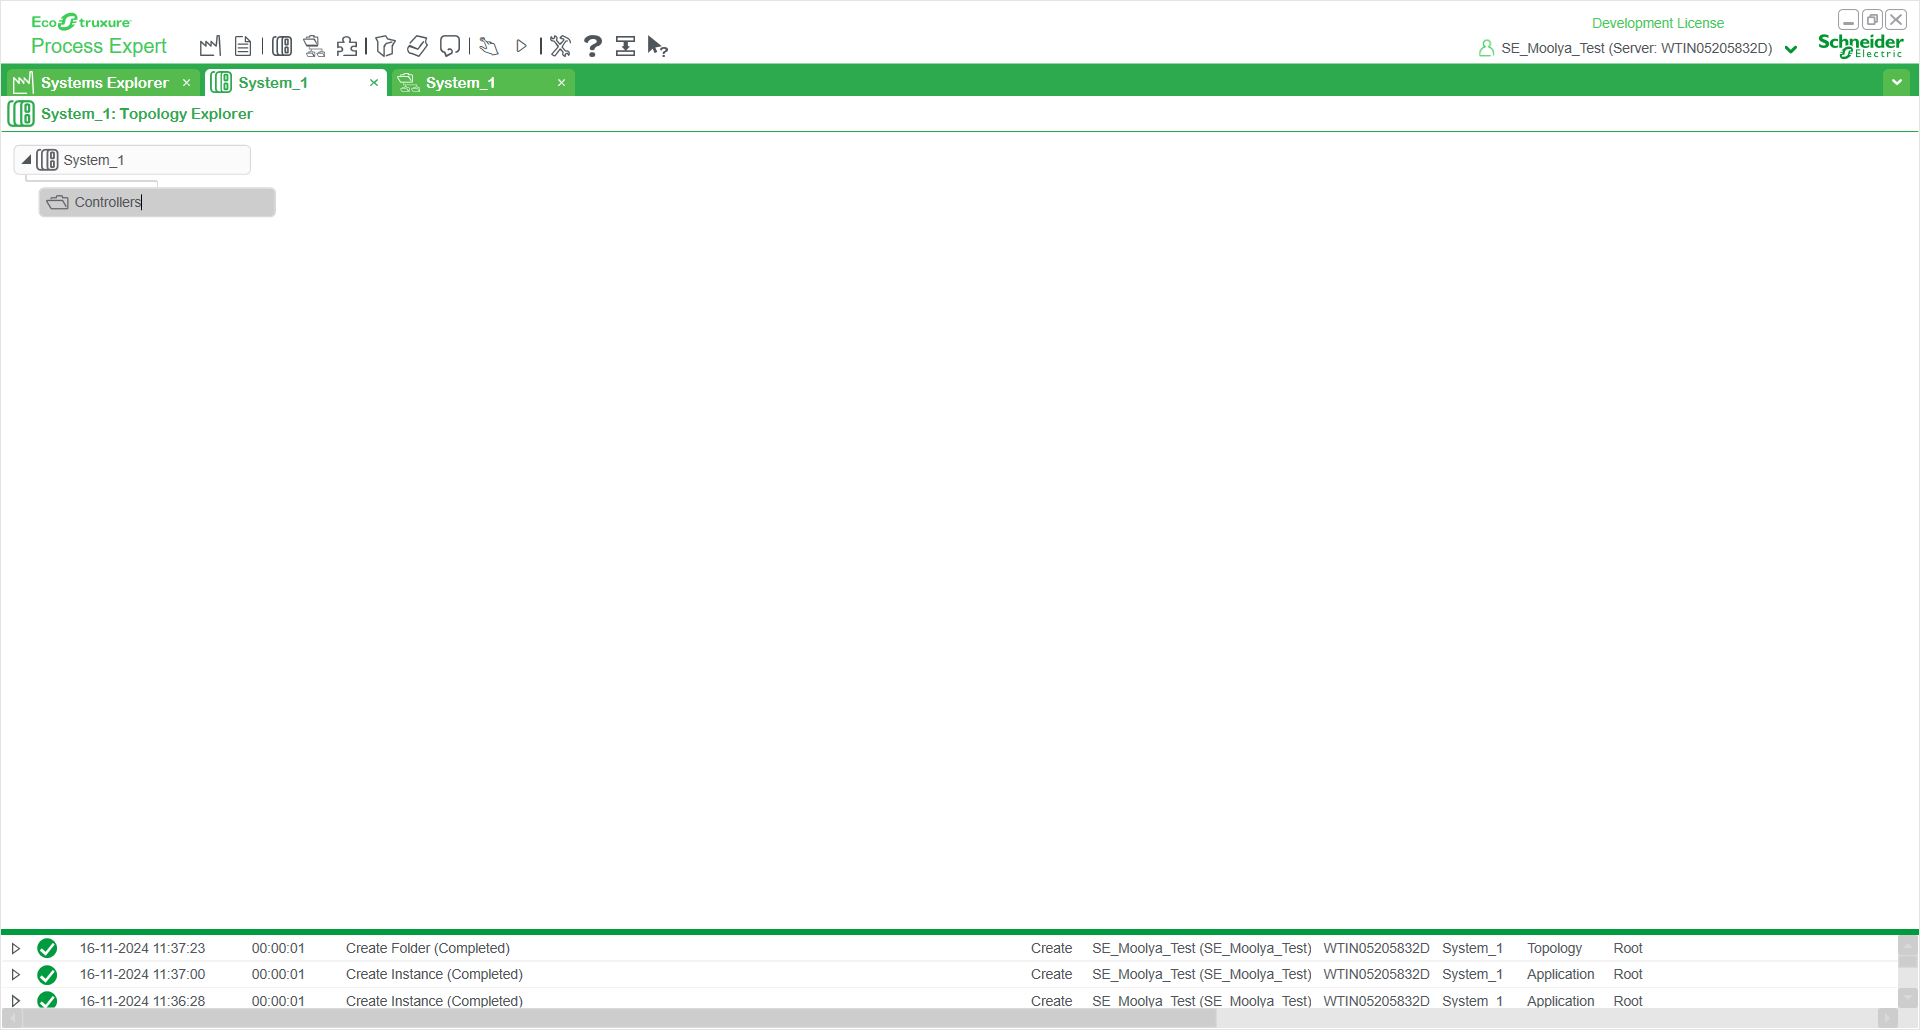 EcoStruxure
Process Expert
Development License
SE_Moolya_Test (Server: WTIN05205832D)
Schneider
Electric
Systems Explorer
System_1
System_1
System_1: Topology Explorer
System_1
Controllers
16-11-2024 11:37:23 00:00:01 Create Folder (Completed) Create SE_Moolya_Test (SE_Moolya_Test) WTIN05205832D System_1 Topology Root
16-11-2024 11:37:00 00:00:01 Create Instance (Completed) Create SE_Moolya_Test (SE_Moolya_Test) WTIN05205832D System_1 Application Root
16-11-2024 11:36:28 00:00:01 Create Instance (Completed) Create SE_Moolya_Test (SE_Moolya_Test) WTIN05205832D System_1 Application Root